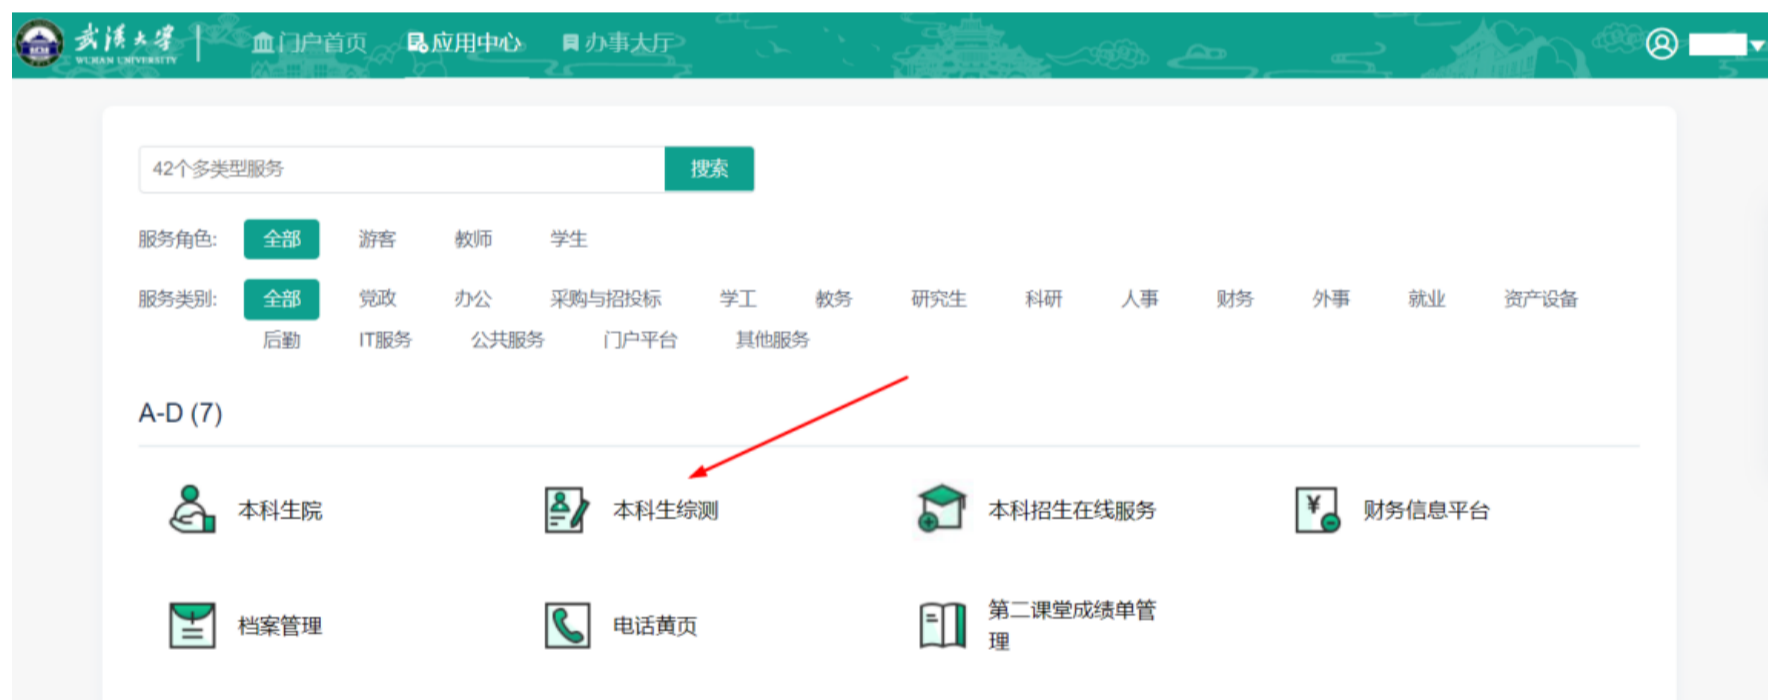 武汉大学
WUHAN UNIVERSITY
门户首页 应用中心 办事大厅
42个多类型服务 搜索
服务角色: 全部 游客 教师 学生
服务类别: 全部 党政 办公 采购与招投标 学工 教务 研究生 科研 人事 财务 外事 就业 资产设备
后勤 IT服务 公共服务 门户平台 其他服务
A-D (7)
本科生院 本科生综测 本科招生在线服务 财务信息平台
档案管理 电话黄页 第二课堂成绩单管
理